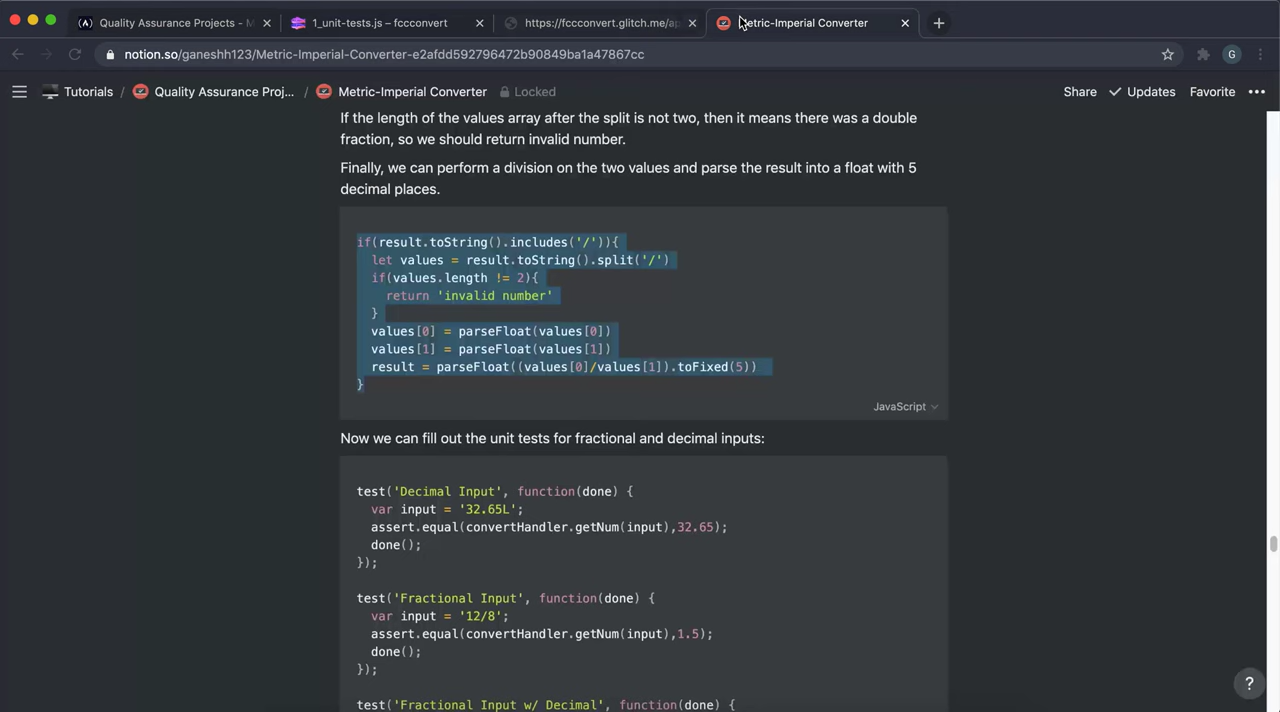 Quality Assurance Projects - M
1_unit-tests.js – fccconvert
https://fccconvert.glitch.me/ap
Metric-Imperial Converter
notion.so/ganeshh123/Metric-Imperial-Converter-e2afdd592796472b90849ba1a47867cc
G
Tutorials / Quality Assurance Proj... / Metric-Imperial Converter Locked
Share Updates Favorite
If the length of the values array after the split is not two, then it means there was a double
fraction, so we should return invalid number.
Finally, we can perform a division on the two values and parse the result into a float with 5
decimal places.
if(result.toString().includes('/')){
let values = result.toString().split('/')
if(values.length != 2){
return 'invalid number'
}
values[0] = parseFloat(values[0])
values[1] = parseFloat(values[1])
result = parseFloat((values[0]/values[1]).toFixed(5))
}
JavaScript
Now we can fill out the unit tests for fractional and decimal inputs:
test('Decimal Input', function(done) {
var input = '32.65L';
assert.equal(convertHandler.getNum(input),32.65);
done();
});
test('Fractional Input', function(done) {
var input = '12/8';
assert.equal(convertHandler.getNum(input),1.5);
done();
});
test('Fractional Input w/ Decimal', function(done) {
?